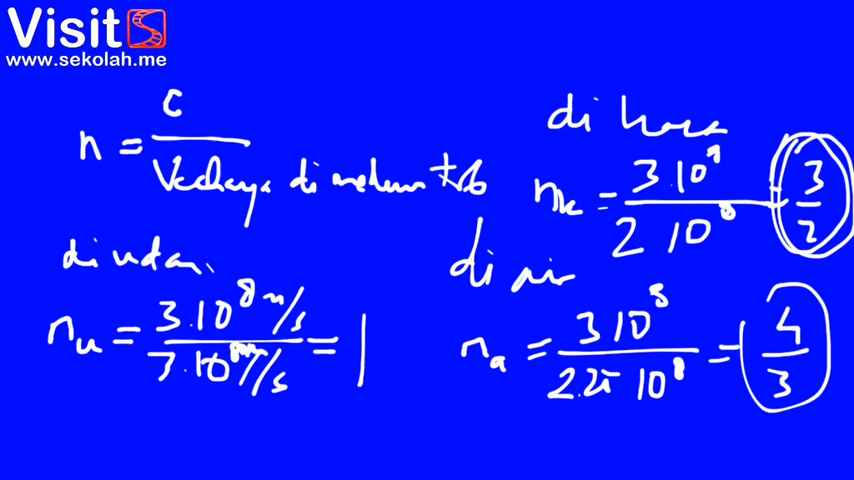 Visit S
www.sekolah.me
n = c / Vcahaya di medium tsb
di udara
nu = 3.10⁸ m/s / 3.10⁸ m/s = 1
di kaca
nk = 3.10⁸ / 2 10⁸ = 3/2
di air
na = 3 10⁸ / 2.25 10⁸ = 4/3